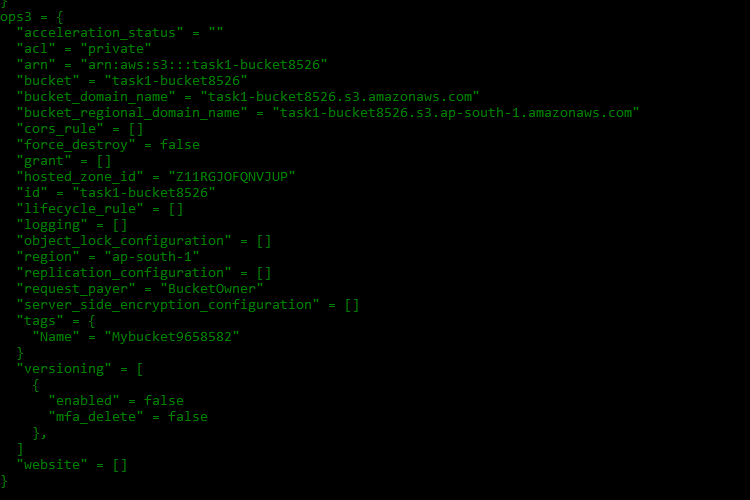 }
ops3 = {
  "acceleration_status" = ""
  "acl" = "private"
  "arn" = "arn:aws:s3:::task1-bucket8526"
  "bucket" = "task1-bucket8526"
  "bucket_domain_name" = "task1-bucket8526.s3.amazonaws.com"
  "bucket_regional_domain_name" = "task1-bucket8526.s3.ap-south-1.amazonaws.com"
  "cors_rule" = []
  "force_destroy" = false
  "grant" = []
  "hosted_zone_id" = "Z11RGJOFQNVJUP"
  "id" = "task1-bucket8526"
  "lifecycle_rule" = []
  "logging" = []
  "object_lock_configuration" = []
  "region" = "ap-south-1"
  "replication_configuration" = []
  "request_payer" = "BucketOwner"
  "server_side_encryption_configuration" = []
  "tags" = {
    "Name" = "Mybucket9658582"
  }
  "versioning" = [
    {
      "enabled" = false
      "mfa_delete" = false
    },
  ]
  "website" = []
}